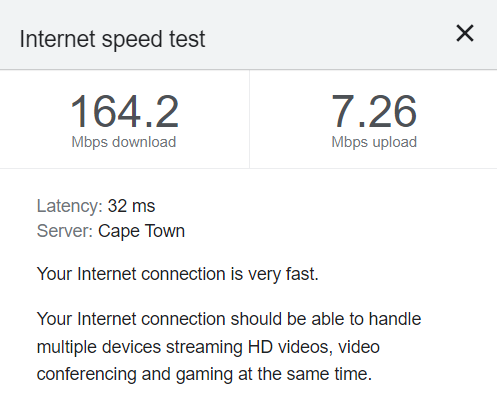 Internet speed test
164.2
Mbps download
7.26
Mbps upload
Latency: 32 ms
Server: Cape Town
Your Internet connection is very fast.
Your Internet connection should be able to handle
multiple devices streaming HD videos, video
conferencing and gaming at the same time.